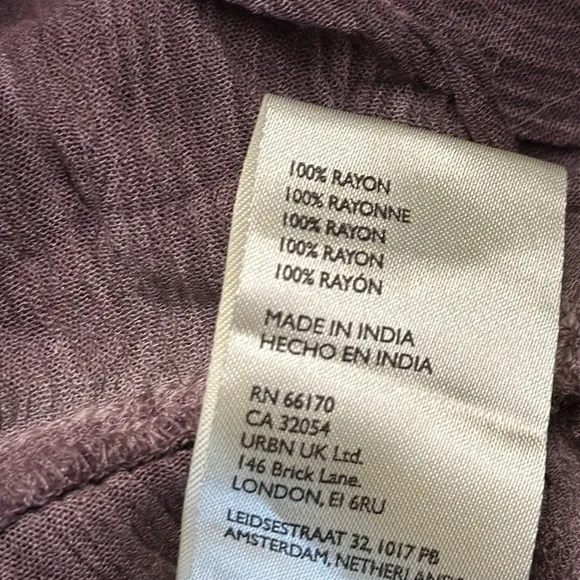 100% RAYON
100% RAYONNE
100% RAYON
100% RAYON
100% RAYÓN
MADE IN INDIA
HECHO EN INDIA
RN 66170
CA 32054
URBN UK Ltd.
146 Brick Lane.
LONDON, E1 6RU
LEIDSESTRAAT 32, 1017 PB
AMSTERDAM,